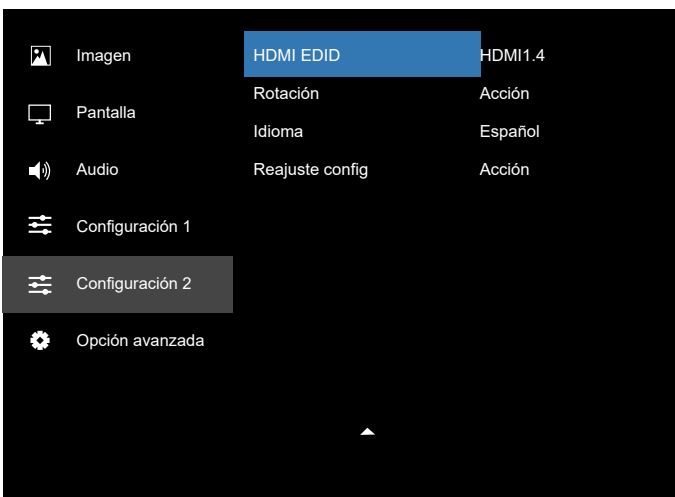 Imagen
Pantalla
Audio
Configuración 1
Configuración 2
Opción avanzada
HDMI EDID HDMI1.4
Rotación Acción
Idioma Español
Reajuste config Acción